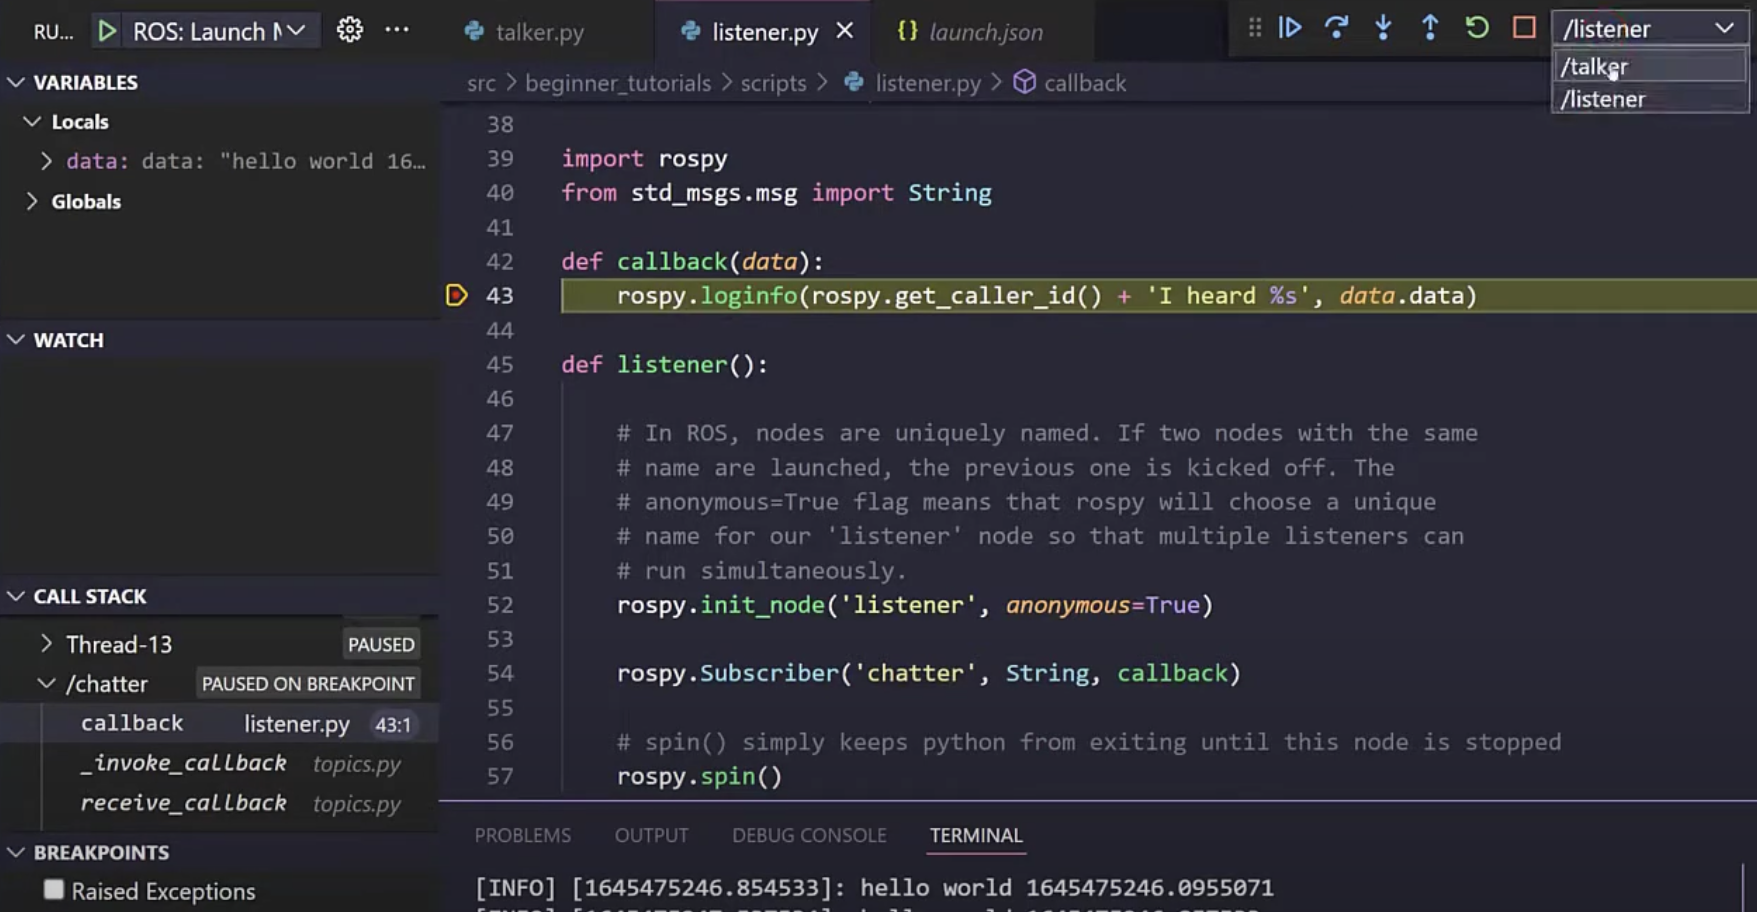 RU... ROS: Launch M ...
talker.py listener.py {} launch.json
/listener
/talker
/listener
VARIABLES
Locals
data: data: "hello world 16...
Globals
WATCH
CALL STACK
Thread-13 PAUSED
/chatter PAUSED ON BREAKPOINT
callback listener.py 43:1
_invoke_callback topics.py
receive_callback topics.py
BREAKPOINTS
Raised Exceptions
src > beginner_tutorials > scripts > listener.py > callback
38
39 import rospy
40 from std_msgs.msg import String
41
42 def callback(data):
43 rospy.loginfo(rospy.get_caller_id() + 'I heard %s', data.data)
44
45 def listener():
46
47 # In ROS, nodes are uniquely named. If two nodes with the same
48 # name are launched, the previous one is kicked off. The
49 # anonymous=True flag means that rospy will choose a unique
50 # name for our 'listener' node so that multiple listeners can
51 # run simultaneously.
52 rospy.init_node('listener', anonymous=True)
53
54 rospy.Subscriber('chatter', String, callback)
55
56 # spin() simply keeps python from exiting until this node is stopped
57 rospy.spin()
PROBLEMS OUTPUT DEBUG CONSOLE TERMINAL
[INFO] [1645475246.854533]: hello world 1645475246.0955071